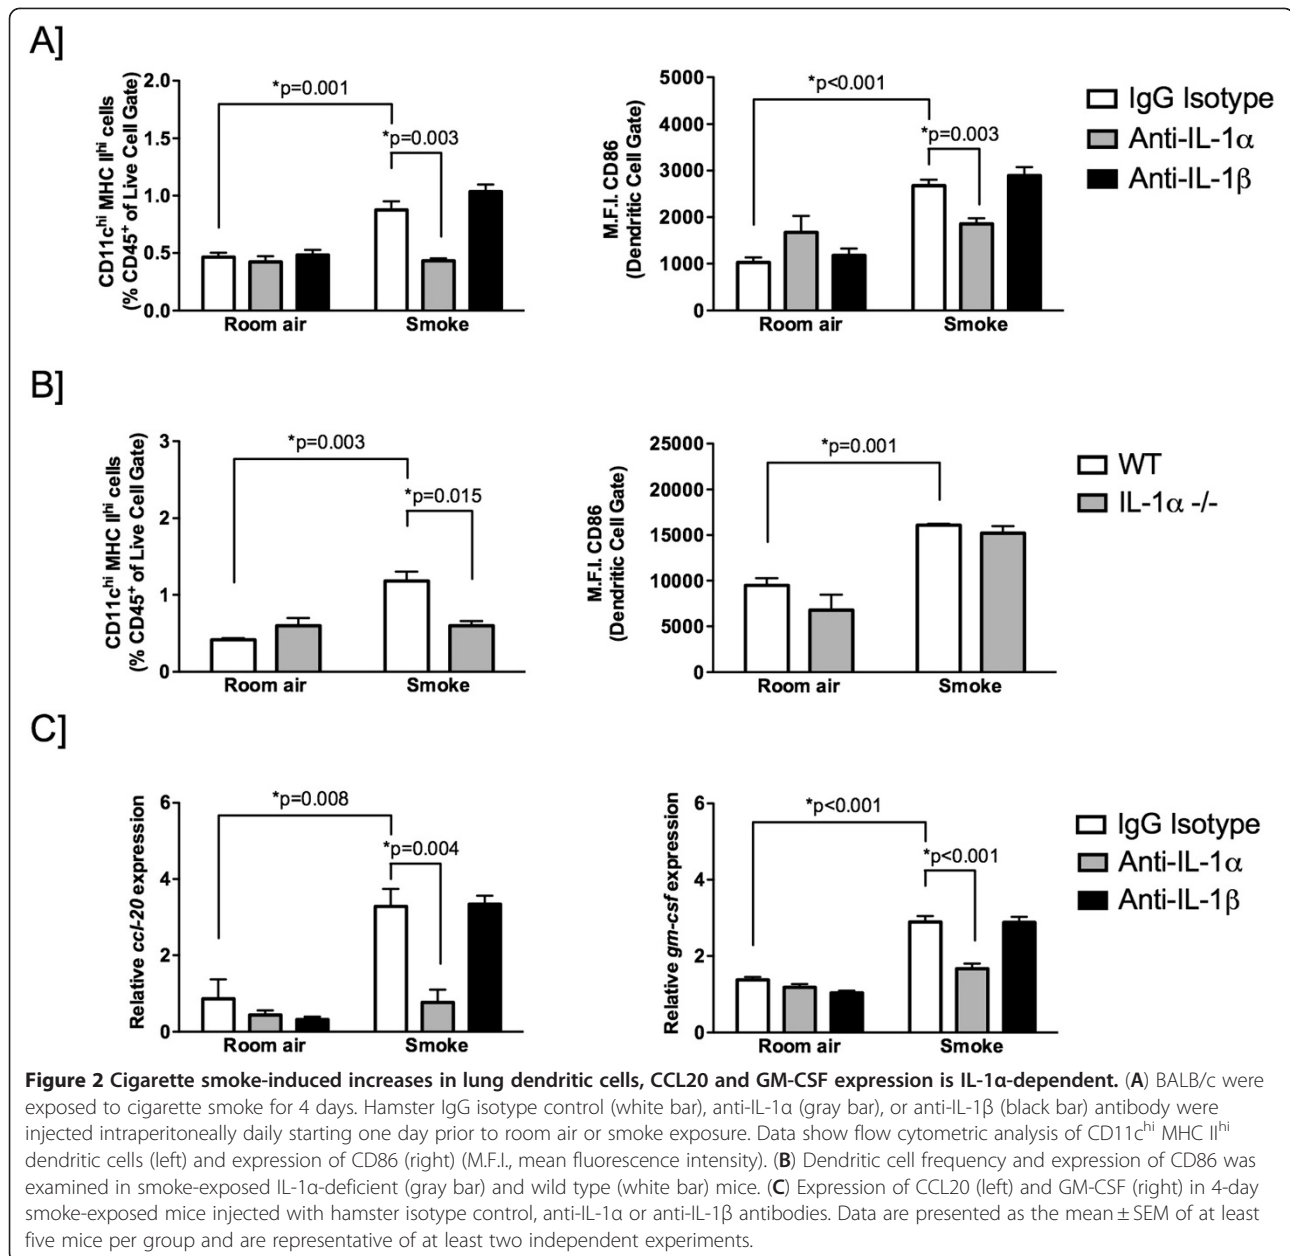 A]
CD11c^hi MHC II^hi cells
(% CD45^+ of Live Cell Gate)
2.0
1.5
1.0
0.5
0.0
*p=0.001
*p=0.003
Room air
Smoke
M.F.I. CD86
(Dendritic Cell Gate)
5000
4000
3000
2000
1000
0
*p<0.001
*p=0.003
Room air
Smoke
IgG Isotype
Anti-IL-1α
Anti-IL-1β
B]
CD11c^hi MHC II^hi cells
(% CD45^+ of Live Cell Gate)
3
2
1
0
*p=0.003
*p=0.015
Room air
Smoke
M.F.I. CD86
(Dendritic Cell Gate)
25000
20000
15000
10000
5000
0
*p=0.001
Room air
Smoke
WT
IL-1α -/-
C]
Relative ccl-20 expression
6
4
2
0
*p=0.008
*p=0.004
Room air
Smoke
Relative gm-csf expression
6
4
2
0
*p<0.001
*p<0.001
Room air
Smoke
IgG Isotype
Anti-IL-1α
Anti-IL-1β
Figure 2 Cigarette smoke-induced increases in lung dendritic cells, CCL20 and GM-CSF expression is IL-1α-dependent. (A) BALB/c were
exposed to cigarette smoke for 4 days. Hamster IgG isotype control (white bar), anti-IL-1α (gray bar), or anti-IL-1β (black bar) antibody were
injected intraperitoneally daily starting one day prior to room air or smoke exposure. Data show flow cytometric analysis of CD11c^hi MHC II^hi
dendritic cells (left) and expression of CD86 (right) (M.F.I., mean fluorescence intensity). (B) Dendritic cell frequency and expression of CD86 was
examined in smoke-exposed IL-1α-deficient (gray bar) and wild type (white bar) mice. (C) Expression of CCL20 (left) and GM-CSF (right) in 4-day
smoke-exposed mice injected with hamster isotype control, anti-IL-1α or anti-IL-1β antibodies. Data are presented as the mean ± SEM of at least
five mice per group and are representative of at least two independent experiments.